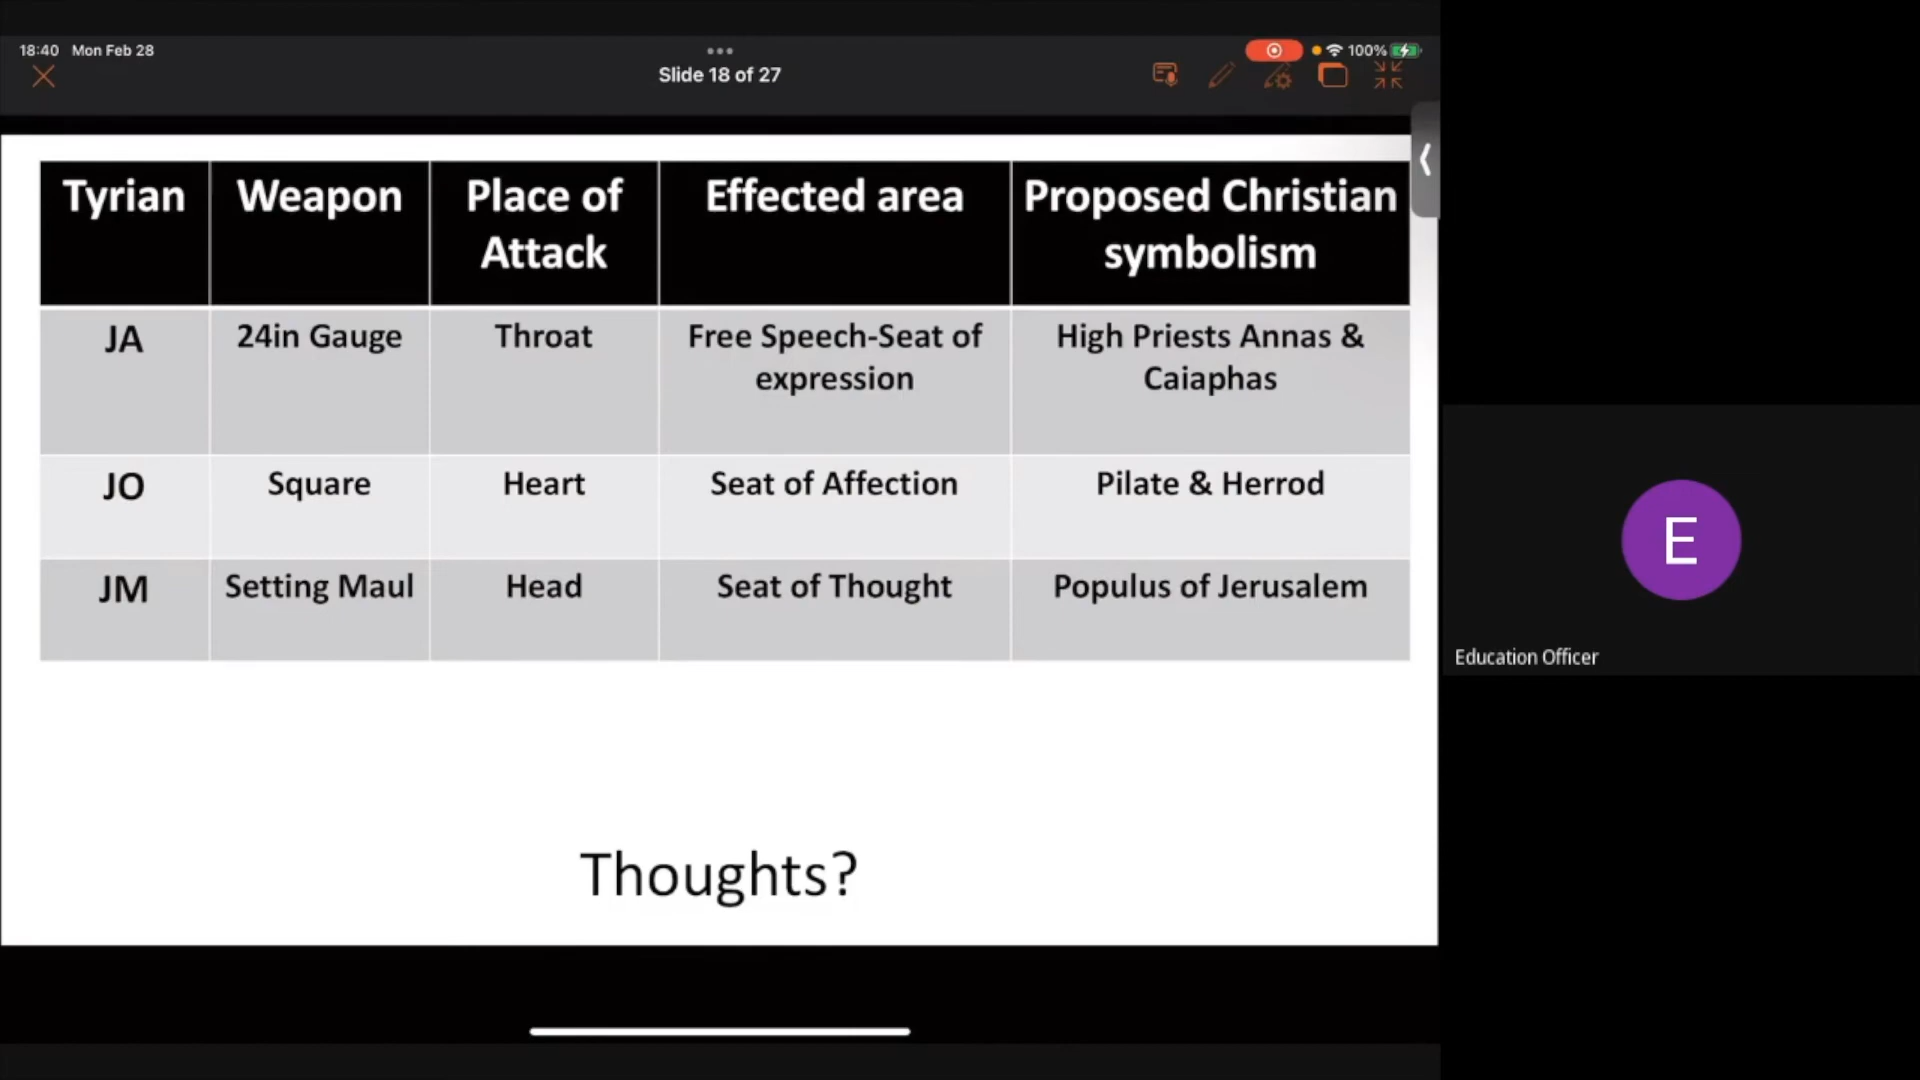 18:40 Mon Feb 28
100%
Slide 18 of 27
Tyrian Weapon Place of Effected area Proposed Christian
Attack symbolism
JA 24in Gauge Throat Free Speech-Seat of High Priests Annas &
expression Caiaphas
JO Square Heart Seat of Affection Pilate & Herrod
JM Setting Maul Head Seat of Thought Populus of Jerusalem
Thoughts?
E
Education Officer